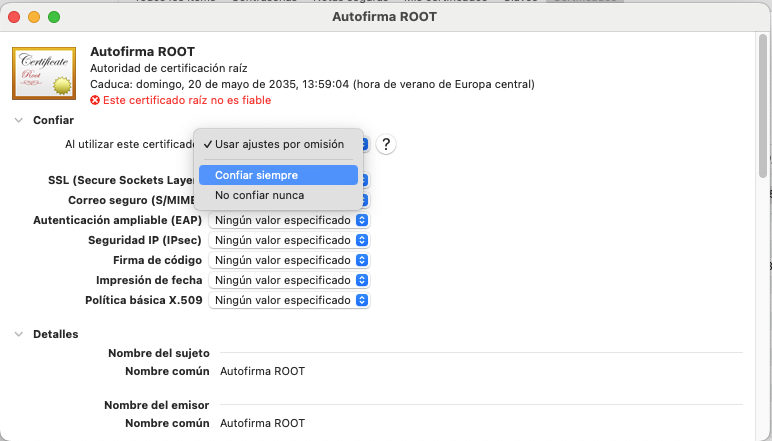 Autofirma ROOT
Certificate
Root
Autofirma ROOT
Autoridad de certificación raíz
Caduca: domingo, 20 de mayo de 2035, 13:59:04 (hora de verano de Europa central)
Este certificado raíz no es fiable
Confiar
Al utilizar este certificado
✓ Usar ajustes por omisión
?
Confiar siempre
No confiar nunca
SSL (Secure Sockets Layer
Correo seguro (S/MIME
Autenticación ampliable (EAP) Ningún valor especificado
Seguridad IP (IPsec) Ningún valor especificado
Firma de código Ningún valor especificado
Impresión de fecha Ningún valor especificado
Política básica X.509 Ningún valor especificado
Detalles
Nombre del sujeto
Nombre común Autofirma ROOT
Nombre del emisor
Nombre común Autofirma ROOT